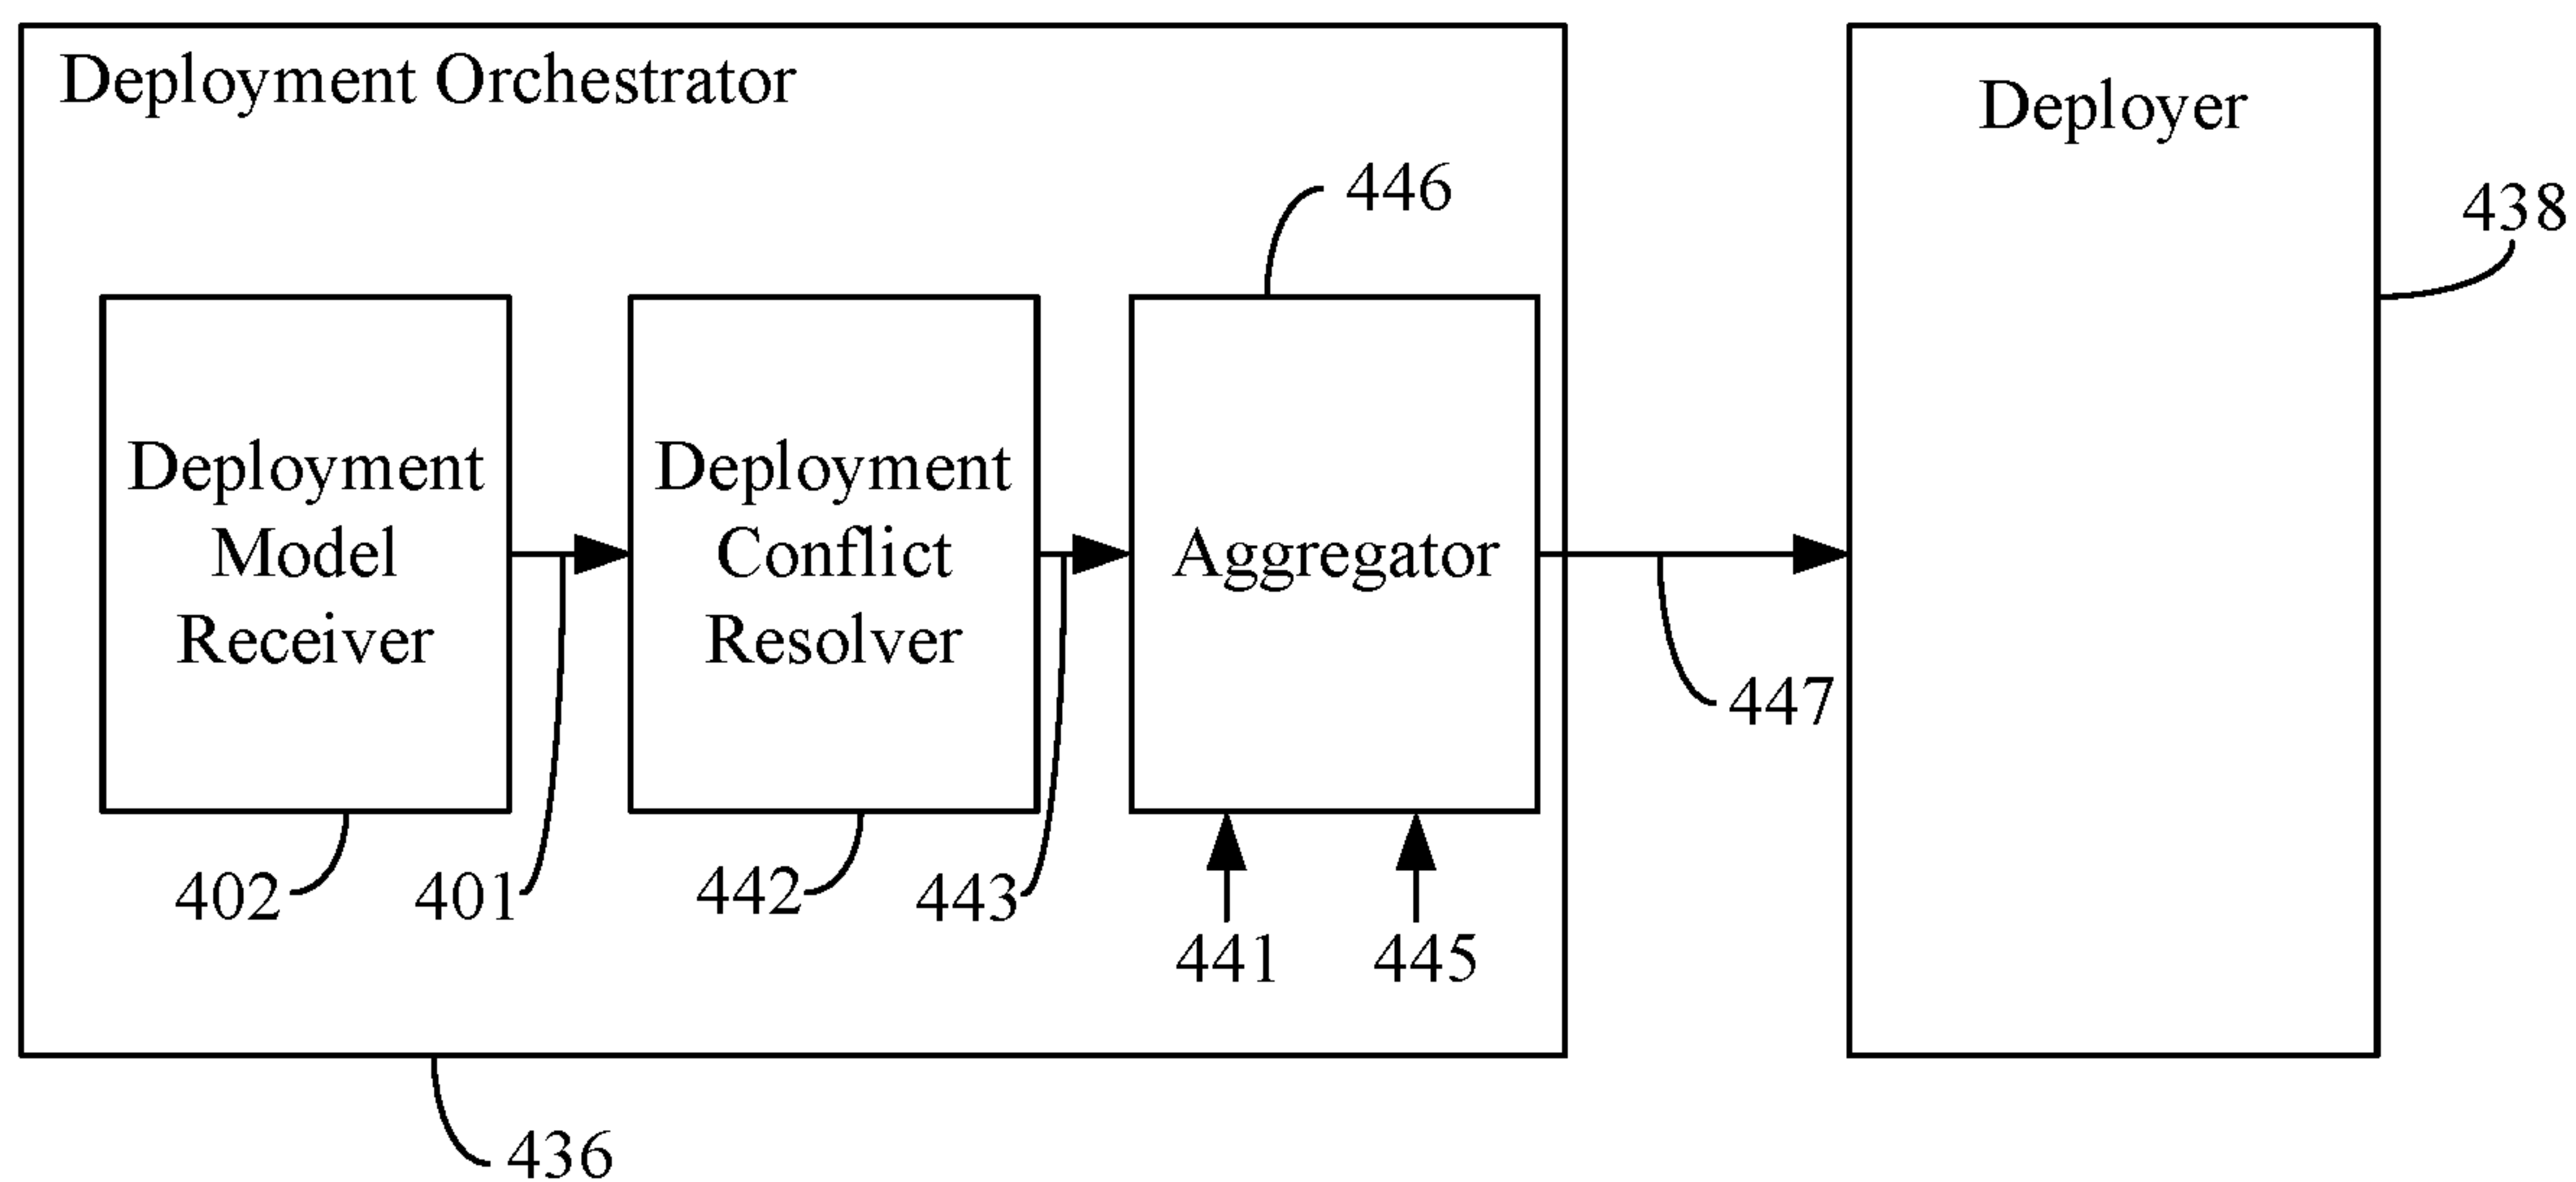 Deployment Orchestrator
Deployer
446
438
Deployment
Model
Receiver
Deployment
Conflict
Resolver
Aggregator
447
402
401
442
443
441
445
436